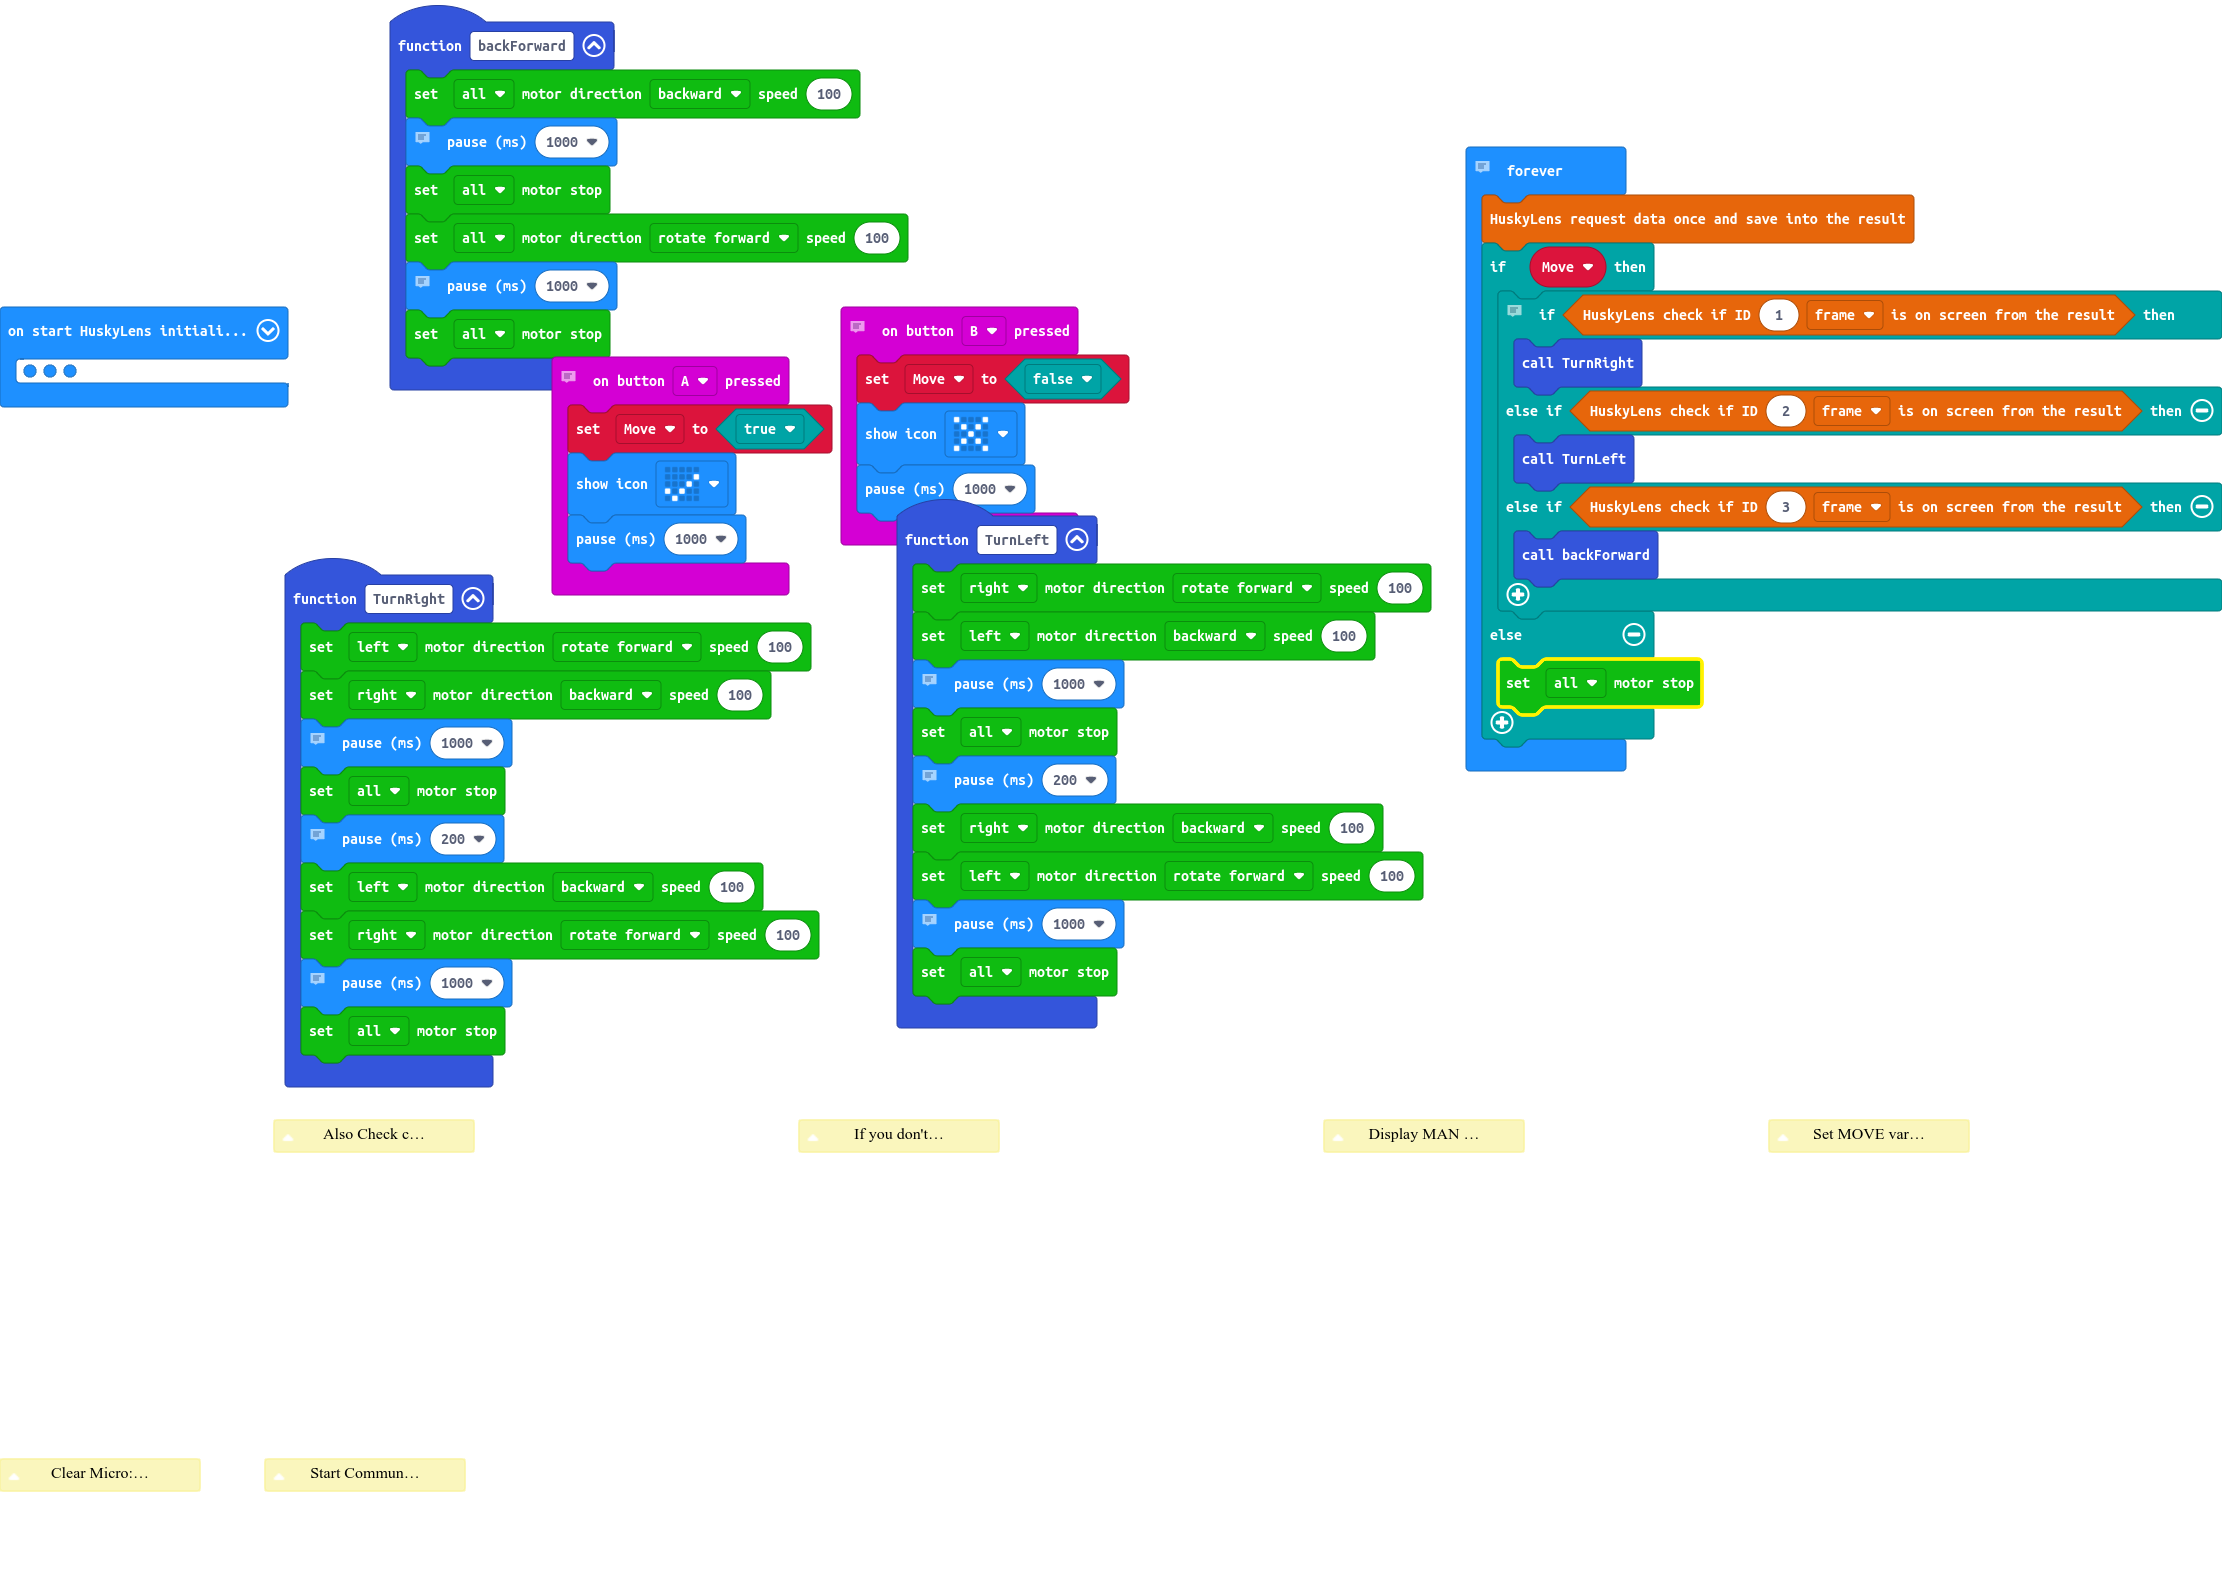 function backForward
set all motor direction backward speed 100
pause (ms) 1000
set all motor stop
set all motor direction rotate forward speed 100
pause (ms) 1000
set all motor stop
on start HuskyLens initiali...
on button A pressed
set Move to true
show icon
pause (ms) 1000
on button B pressed
set Move to false
show icon
pause (ms) 1000
function TurnRight
set left motor direction rotate forward speed 100
set right motor direction backward speed 100
pause (ms) 1000
set all motor stop
pause (ms) 200
set left motor direction backward speed 100
set right motor direction rotate forward speed 100
pause (ms) 1000
set all motor stop
function TurnLeft
set right motor direction rotate forward speed 100
set left motor direction backward speed 100
pause (ms) 1000
set all motor stop
pause (ms) 200
set right motor direction backward speed 100
set left motor direction rotate forward speed 100
pause (ms) 1000
set all motor stop
forever
HuskyLens request data once and save into the result
if Move then
if HuskyLens check if ID 1 frame is on screen from the result then
call TurnRight
else if HuskyLens check if ID 2 frame is on screen from the result then
call TurnLeft
else if HuskyLens check if ID 3 frame is on screen from the result then
call backForward
else
set all motor stop
Also Check c…
If you don't…
Display MAN …
Set MOVE var…
Clear Micro:…
Start Commun…